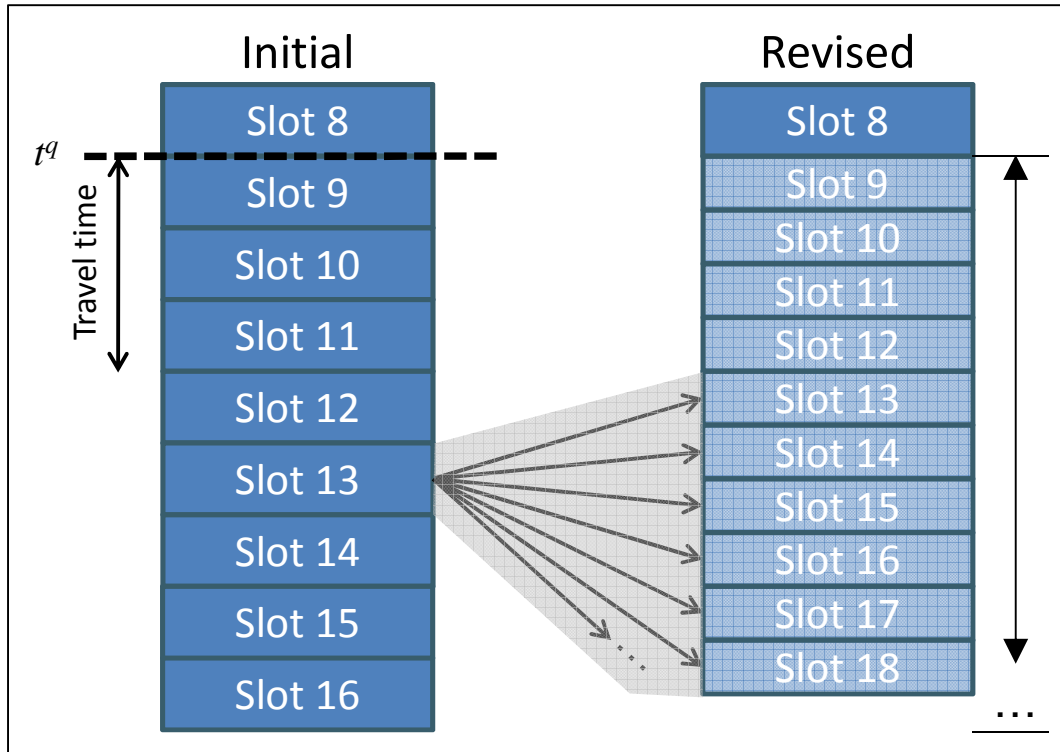 Initial
Slot 8
t^q
Travel time
Slot 9
Slot 10
Slot 11
Slot 12
Slot 13
Slot 14
Slot 15
Slot 16
...
Revised
Slot 8
Slot 9
Slot 10
Slot 11
Slot 12
Slot 13
Slot 14
Slot 15
Slot 16
Slot 17
Slot 18
...